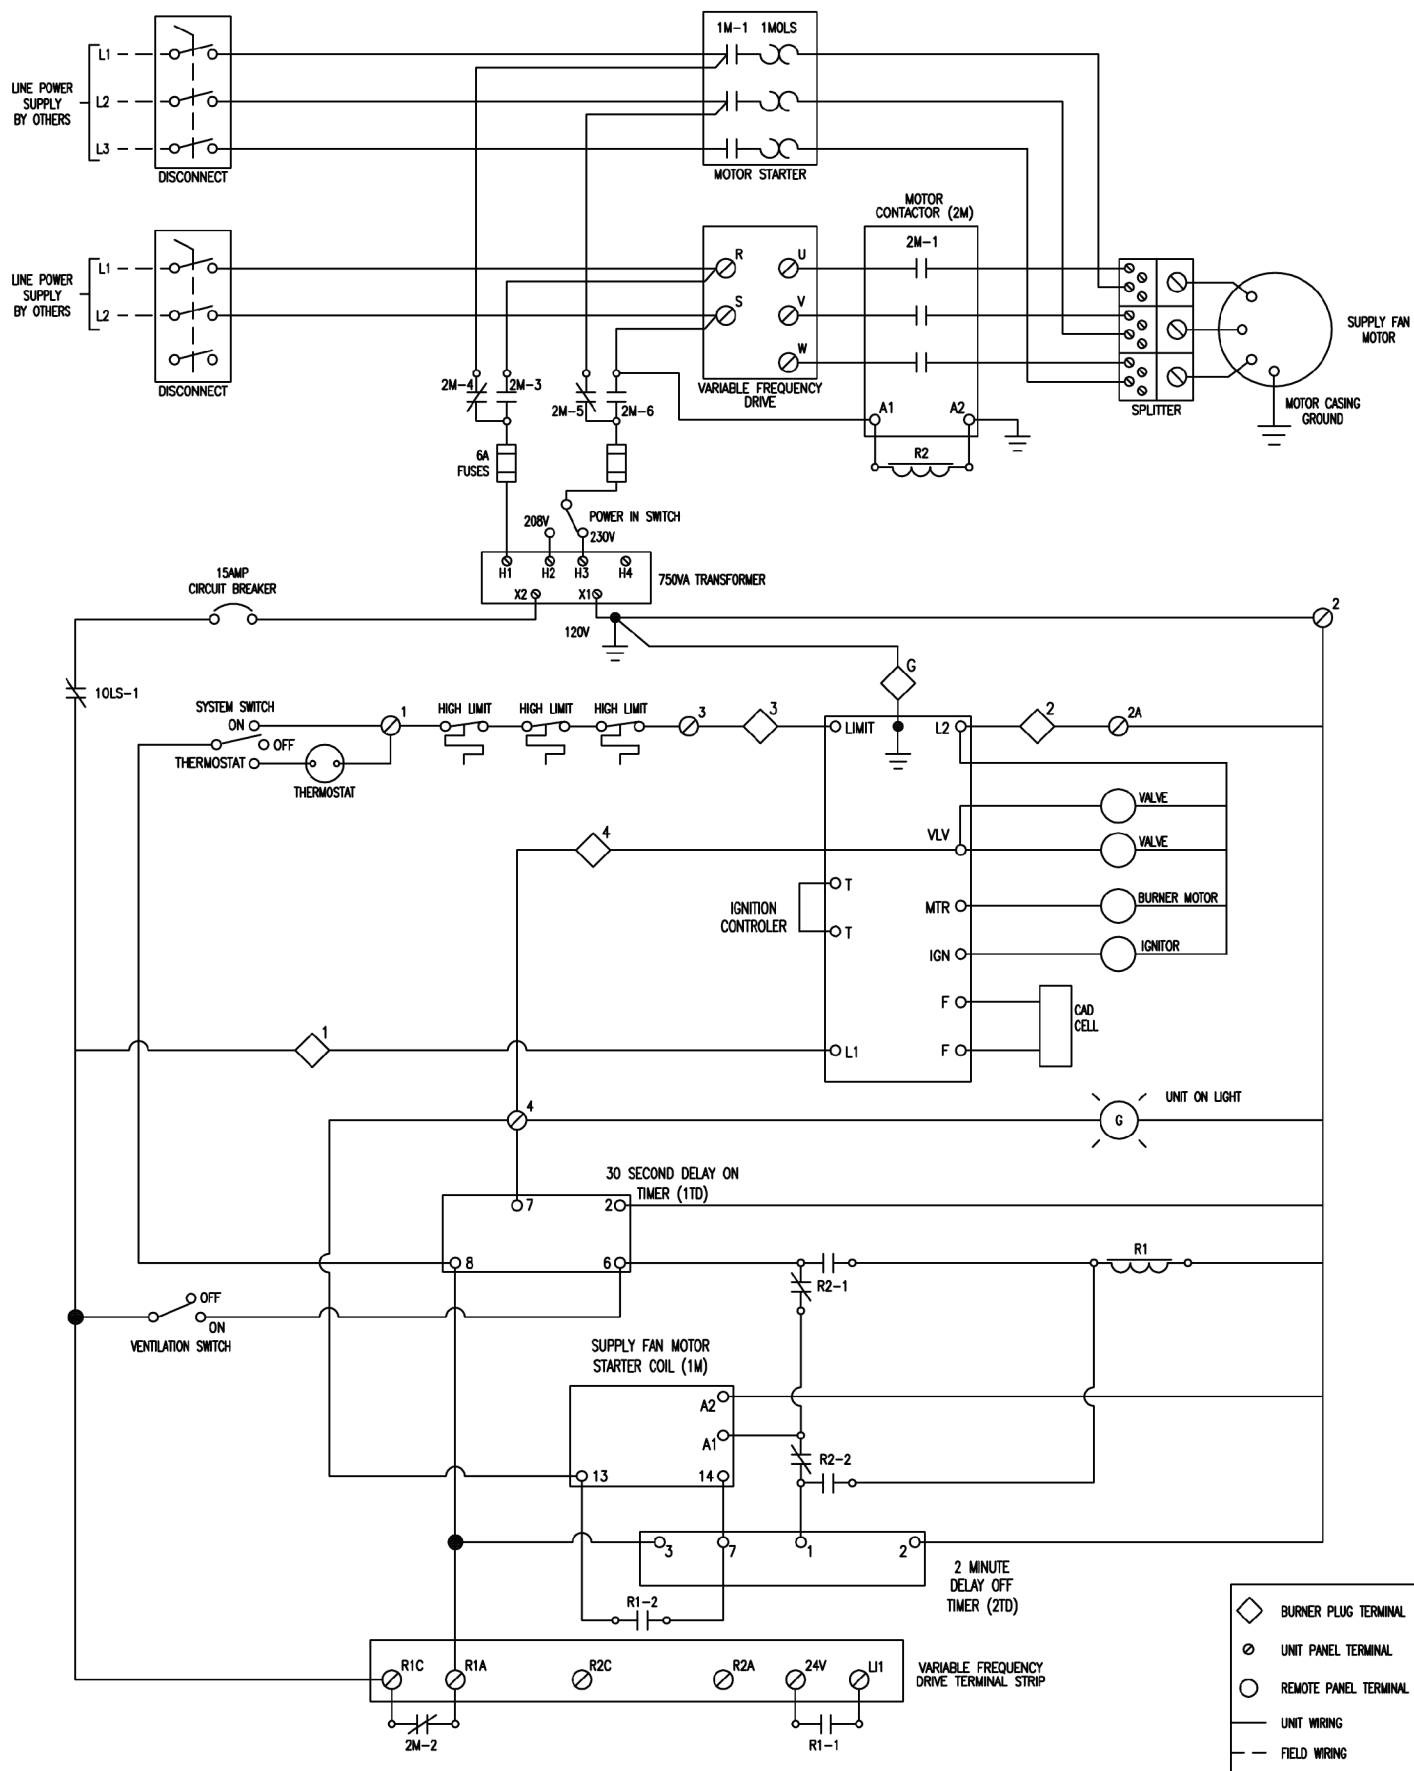 1M-1 1MOLS
L1
LINE POWER
SUPPLY
BY OTHERS
L2
L3
DISCONNECT
MOTOR STARTER
MOTOR
CONTACTOR (2M)
2M-1
L1
LINE POWER
SUPPLY
BY OTHERS
L2
DISCONNECT
R
U
S
V
W
VARIABLE FREQUENCY
DRIVE
SUPPLY FAN
MOTOR
SPLITTER
MOTOR CASING
GROUND
2M-4
2M-3
2M-5
2M-6
A1
A2
R2
6A
FUSES
208V
POWER IN SWITCH
230V
H1
H2
H3
H4
X2
X1
750VA TRANSFORMER
15AMP
CIRCUIT BREAKER
120V
2
G
1OLS-1
SYSTEM SWITCH
ON
OFF
THERMOSTAT
THERMOSTAT
1
HIGH LIMIT
HIGH LIMIT
HIGH LIMIT
3
3
LIMIT
L2
2
2A
VALVE
VLV
VALVE
4
T
T
IGNITION
CONTROLER
MTR
BURNER MOTOR
IGN
IGNITOR
F
CAD
CELL
F
1
L1
UNIT ON LIGHT
G
4
30 SECOND DELAY ON
TIMER (1TD)
7
2
8
6
R2-1
R1
OFF
ON
VENTILATION SWITCH
SUPPLY FAN MOTOR
STARTER COIL (1M)
A2
A1
13
14
R2-2
3
7
1
2
2 MINUTE
DELAY OFF
TIMER (2TD)
R1-2
R1C
R1A
R2C
R2A
24V
LI1
VARIABLE FREQUENCY
DRIVE TERMINAL STRIP
2M-2
R1-1
BURNER PLUG TERMINAL
UNIT PANEL TERMINAL
REMOTE PANEL TERMINAL
UNIT WIRING
FIELD WIRING